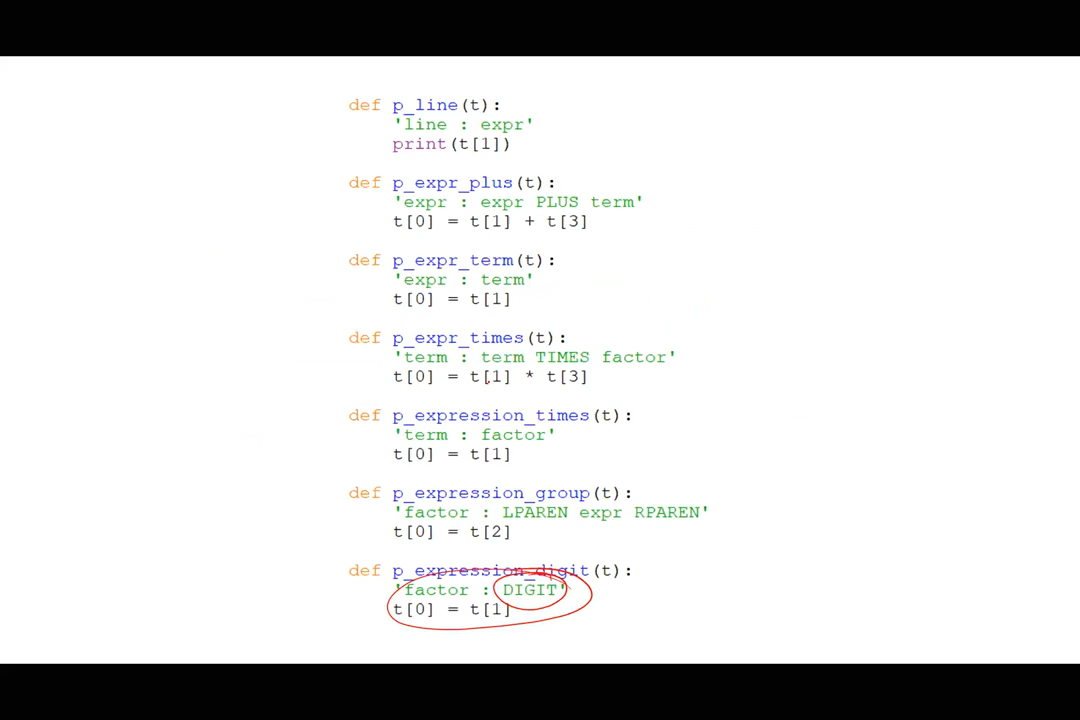 def p_line(t):
'line : expr'
print(t[1])
def p_expr_plus(t):
'expr : expr PLUS term'
t[0] = t[1] + t[3]
def p_expr_term(t):
'expr : term'
t[0] = t[1]
def p_expr_times(t):
'term : term TIMES factor'
t[0] = t[1] * t[3]
def p_expression_times(t):
'term : factor'
t[0] = t[1]
def p_expression_group(t):
'factor : LPAREN expr RPAREN'
t[0] = t[2]
def p_expression_digit(t):
'factor : DIGIT'
t[0] = t[1]